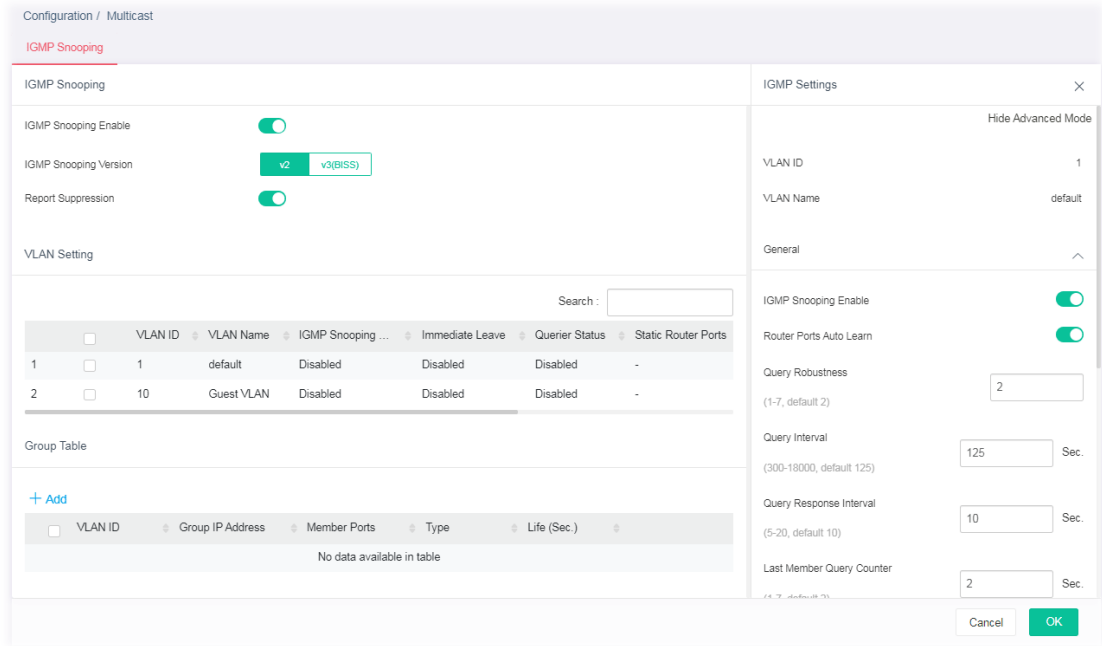 Configuration / Multicast
IGMP Snooping
IGMP Snooping
IGMP Snooping Enable
IGMP Snooping Version
v2 v3(BISS)
Report Suppression
VLAN Setting
Search :
VLAN ID VLAN Name IGMP Snooping ... Immediate Leave Querier Status Static Router Ports
1 1 default Disabled Disabled Disabled -
2 10 Guest VLAN Disabled Disabled Disabled -
Group Table
+ Add
VLAN ID Group IP Address Member Ports Type Life (Sec.)
No data available in table
IGMP Settings
Hide Advanced Mode
VLAN ID 1
VLAN Name default
General
IGMP Snooping Enable
Router Ports Auto Learn
Query Robustness
(1-7, default 2)
2
Query Interval
(300-18000, default 125)
125 Sec.
Query Response Interval
(5-20, default 10)
10 Sec.
Last Member Query Counter
(1-7, default 2)
2 Sec.
Cancel OK